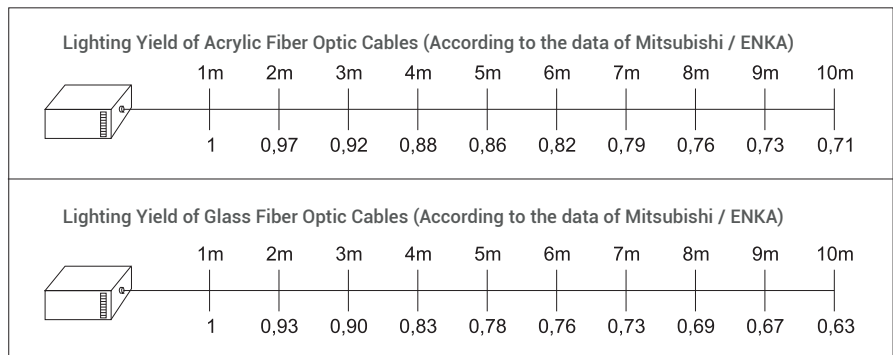 Lighting Yield of Acrylic Fiber Optic Cables (According to the data of Mitsubishi / ENKA)
1m 2m 3m 4m 5m 6m 7m 8m 9m 10m
1 0,97 0,92 0,88 0,86 0,82 0,79 0,76 0,73 0,71
Lighting Yield of Glass Fiber Optic Cables (According to the data of Mitsubishi / ENKA)
1m 2m 3m 4m 5m 6m 7m 8m 9m 10m
1 0,93 0,90 0,83 0,78 0,76 0,73 0,69 0,67 0,63